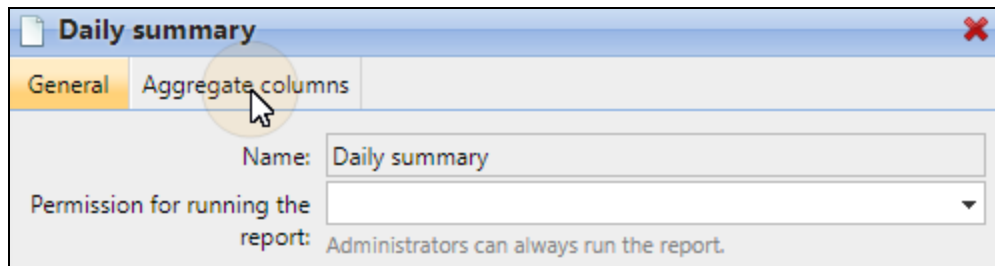 Daily summary
General Aggregate columns
Name: Daily summary
Permission for running the
report: Administrators can always run the report.